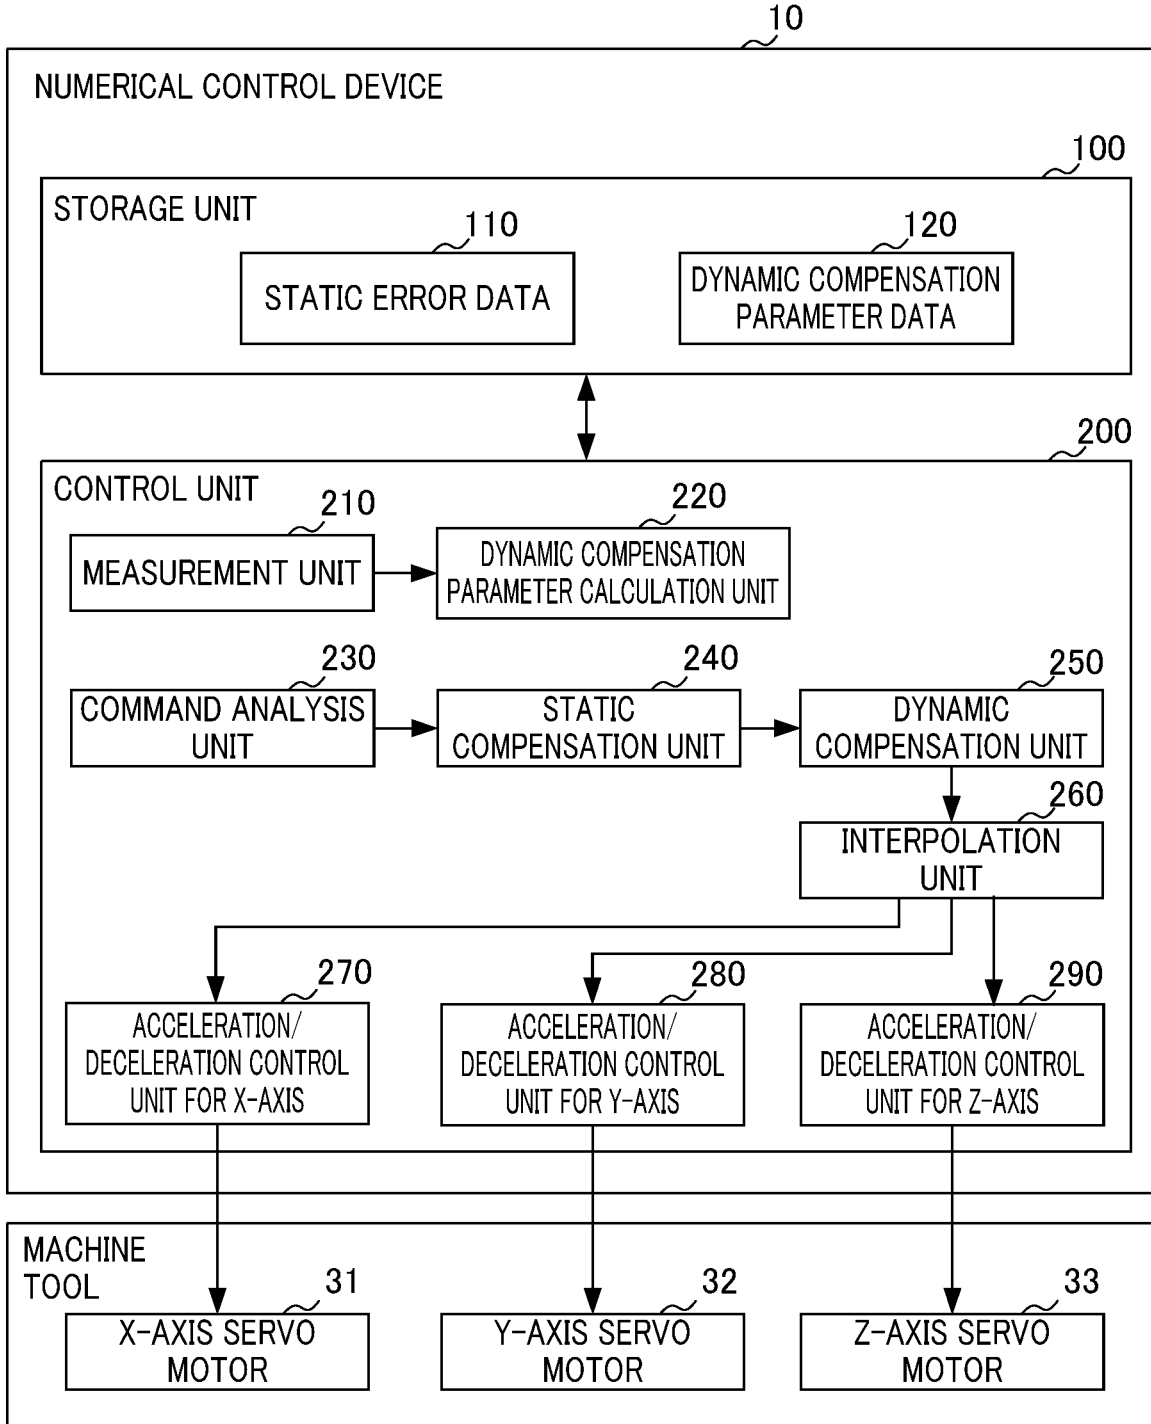 10
NUMERICAL CONTROL DEVICE
100
STORAGE UNIT
110
120
STATIC ERROR DATA
DYNAMIC COMPENSATION
PARAMETER DATA
200
CONTROL UNIT
210
220
MEASUREMENT UNIT
DYNAMIC COMPENSATION
PARAMETER CALCULATION UNIT
230
240
250
COMMAND ANALYSIS
UNIT
STATIC
COMPENSATION UNIT
DYNAMIC
COMPENSATION UNIT
260
INTERPOLATION
UNIT
270
280
290
ACCELERATION/
DECELERATION CONTROL
UNIT FOR X-AXIS
ACCELERATION/
DECELERATION CONTROL
UNIT FOR Y-AXIS
ACCELERATION/
DECELERATION CONTROL
UNIT FOR Z-AXIS
MACHINE
TOOL
31
32
33
X-AXIS SERVO
MOTOR
Y-AXIS SERVO
MOTOR
Z-AXIS SERVO
MOTOR